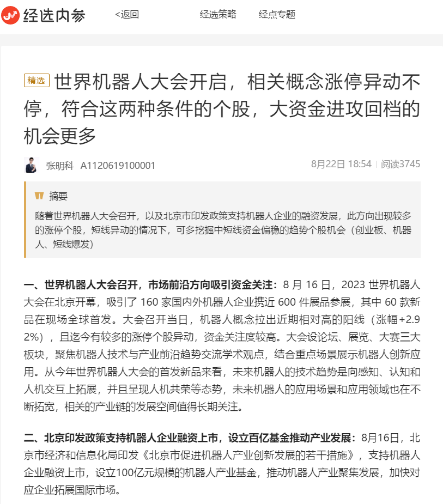 经选内参
<返回
经选策略
经点专题
精选 世界机器人大会开启，相关概念涨停异动不
停，符合这两种条件的个股，大资金进攻回档的
机会更多
张明科 A1120619100001
8月22日 18:54 | 阅读3745
摘要
随着世界机器人大会召开，以及北京市印发政策支持机器人企业的融资发展，此方向出现较多
的涨停个股，短线异动的情况下，可多挖掘中短线资金偏稳的趋势个股机会（创业板、机器
人、短线爆发）
一、世界机器人大会召开，市场前沿方向吸引资金关注：8 月 16 日，2023 世界机器人
大会在北京开幕，吸引了 160 家国内外机器人企业携近 600 件展品参展，其中 60 款新
品在现场全球首发。大会召开当日，机器人概念拉出近期相对高的阳线（涨幅+2.9
2%），且迄今有较多的涨停个股异动，资金关注度较高。大会设论坛、展览、大赛三大
板块，聚焦机器人技术与产业前沿趋势交流学术观点，结合重点场景展示机器人创新应
用。从今年世界机器人大会的首发新品来看，未来机器人的技术趋势是向感知、认知和
人机交互上拓展，并且呈现人机共荣等态势，未来机器人的应用场景和应用领域也在不
断拓宽，相关的产业链的发展空间值得长期关注。
二、北京印发政策支持机器人企业融资上市，设立百亿基金推动产业发展：8月16日，北
京市经济和信息化局印发《北京市促进机器人产业创新发展的若干措施》，支持机器人
企业融资上市，设立100亿元规模的机器人产业基金，推动机器人产业聚集发展，加快对
应企业拓展国际市场。